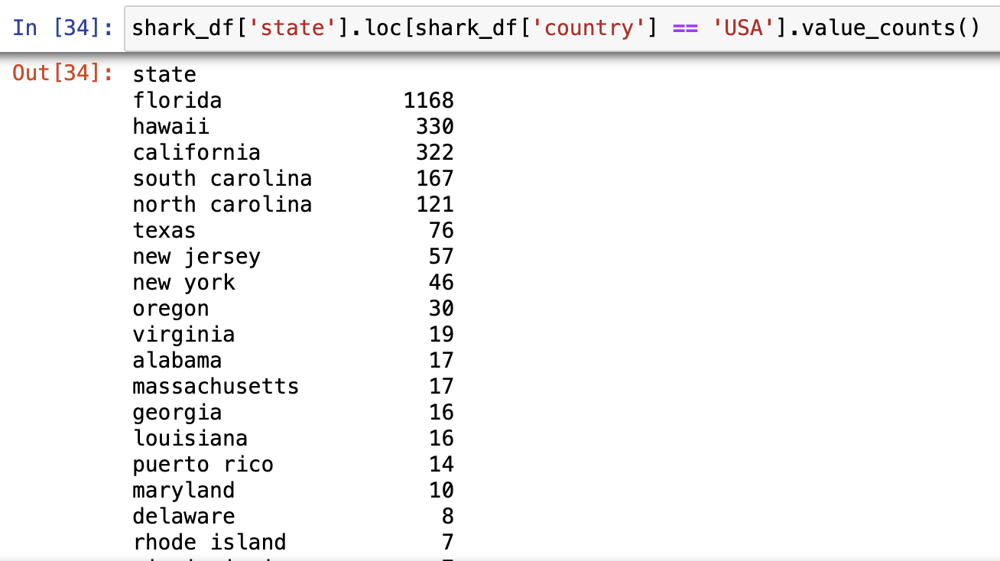 In [34]: shark_df['state'].loc[shark_df['country'] == 'USA'].value_counts()
Out[34]: state
florida 1168
hawaii 330
california 322
south carolina 167
north carolina 121
texas 76
new jersey 57
new york 46
oregon 30
virginia 19
alabama 17
massachusetts 17
georgia 16
louisiana 16
puerto rico 14
maryland 10
delaware 8
rhode island 7